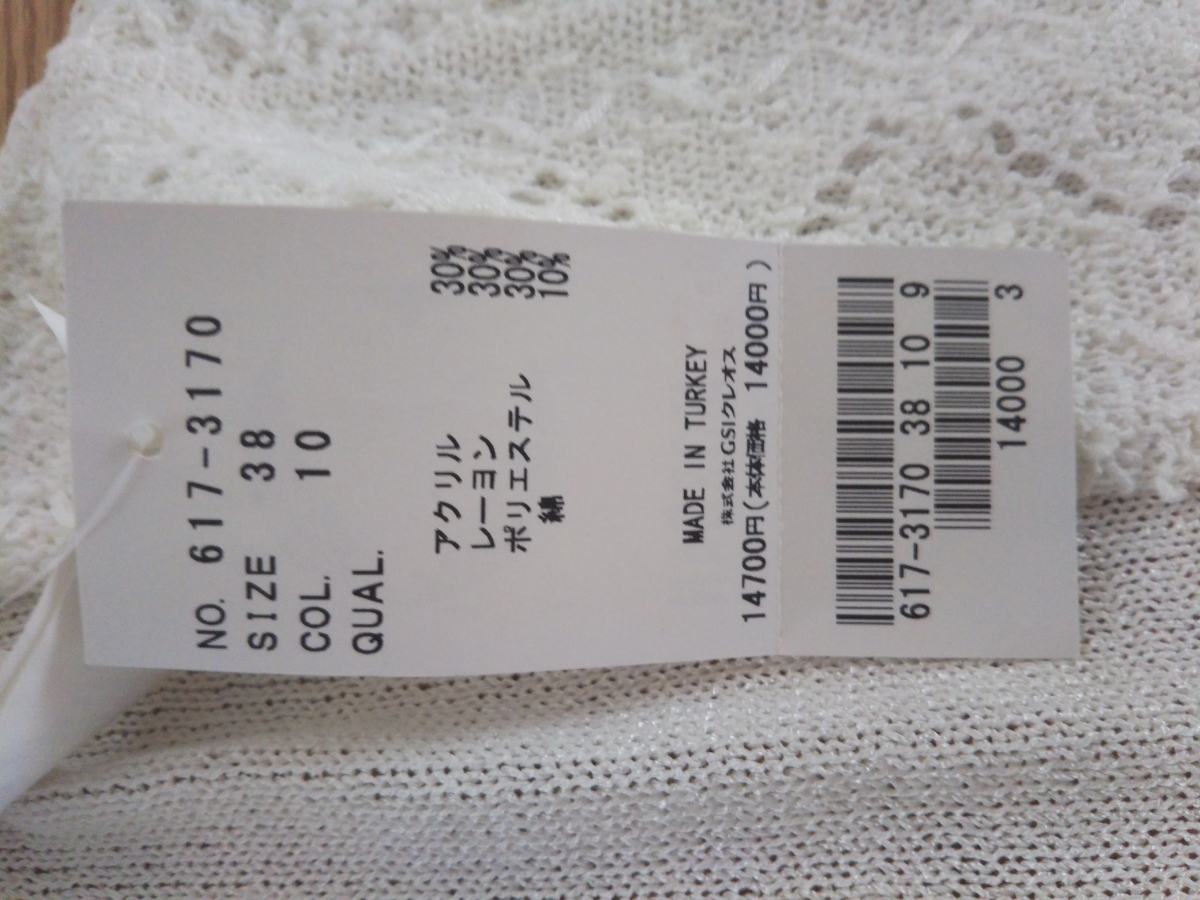 NO. 617-3170
SIZE 38
COL. 10
QUAL.
アクリル 30%
レーヨン 30%
ポリエステル 30%
綿 10%
MADE IN TURKEY
株式会社GSIクレオス
14700円(本体価格 14000円)
617-3170 38 10 9
14000 3